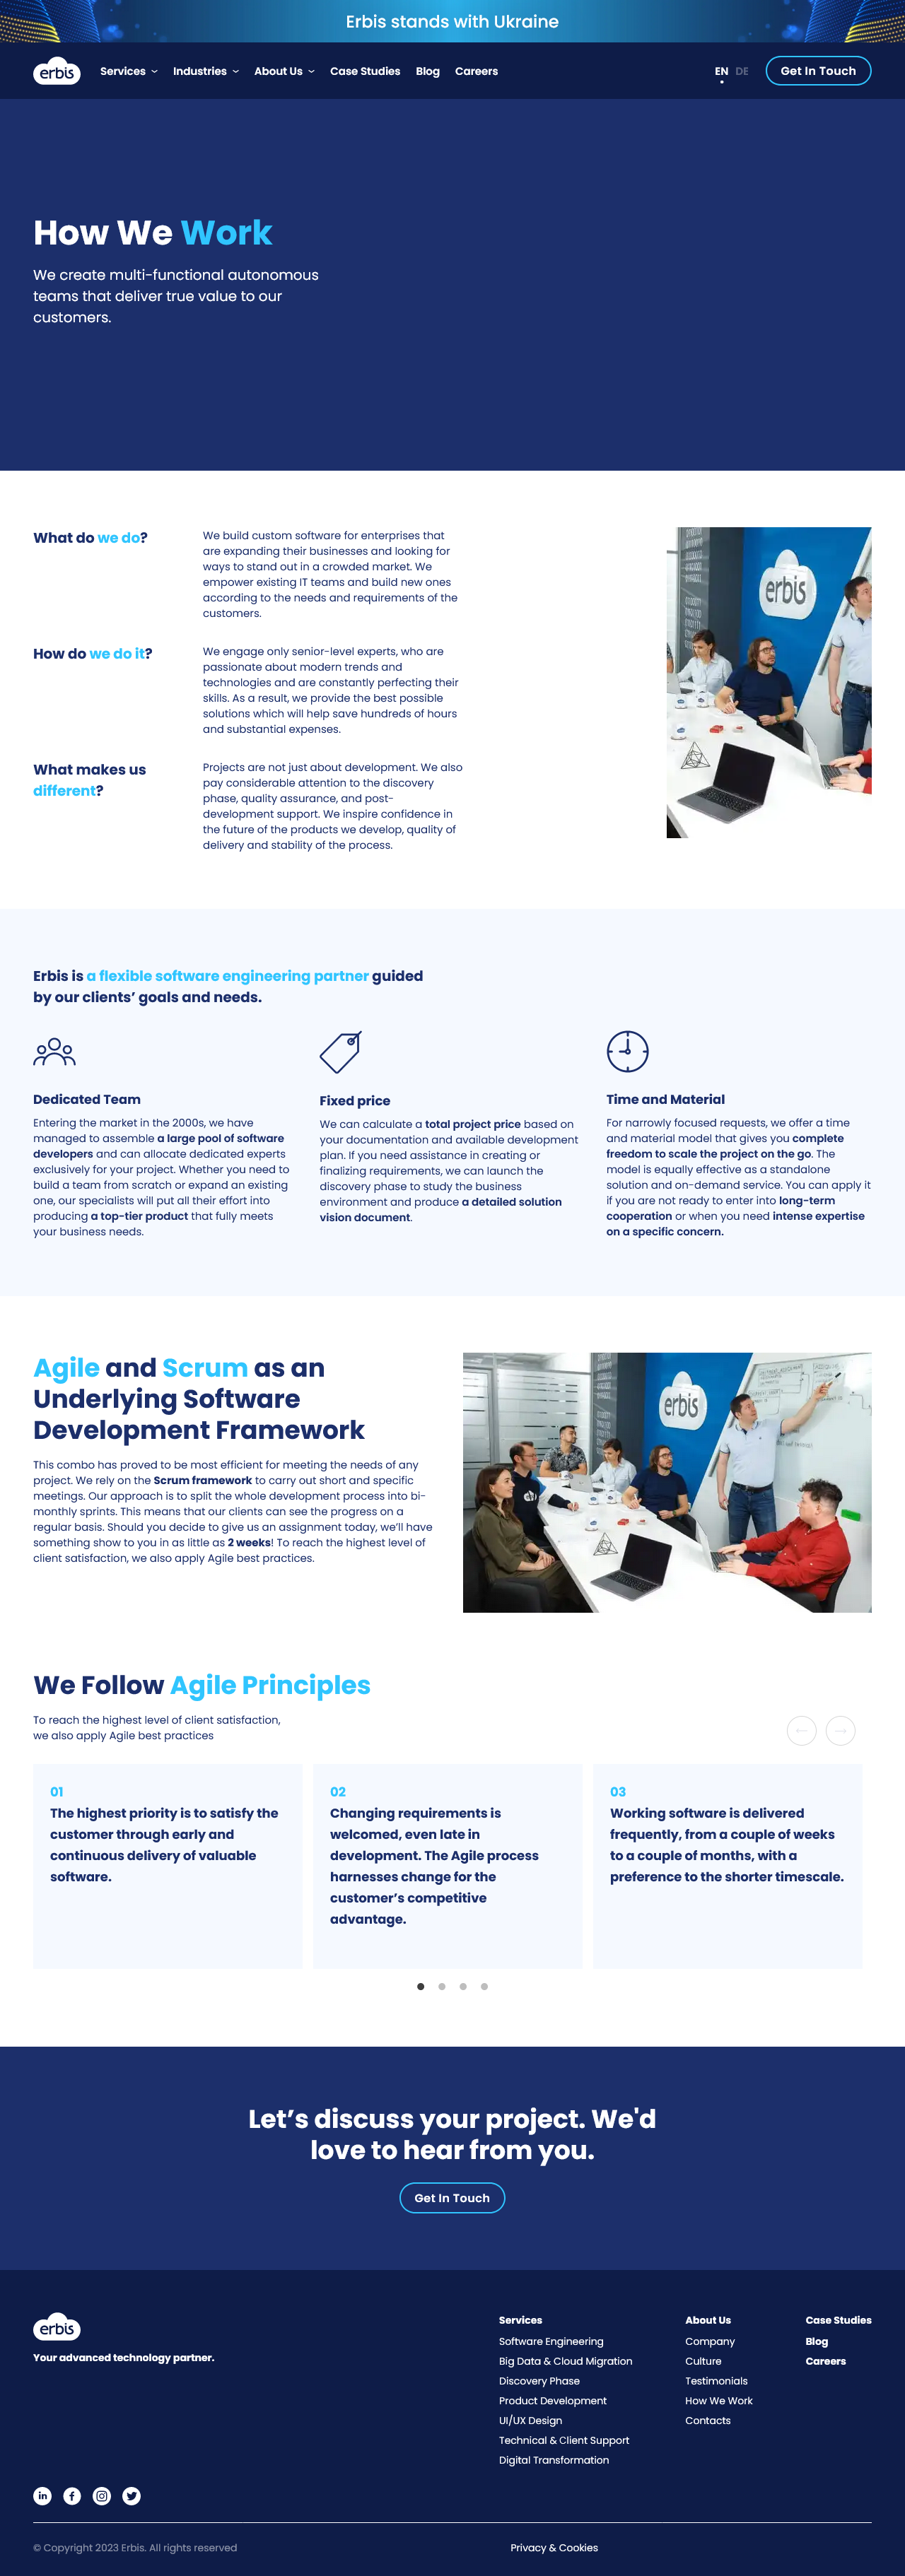 Erbis stands with Ukraine
erbis Services Industries About Us Case Studies Blog Careers EN DE Get In Touch
How We Work
We create multi-functional autonomous
teams that deliver true value to our
customers.
What do we do?
We build custom software for enterprises that
are expanding their businesses and looking for
ways to stand out in a crowded market. We
empower existing IT teams and build new ones
according to the needs and requirements of the
customers.
How do we do it?
We engage only senior-level experts, who are
passionate about modern trends and
technologies and are constantly perfecting their
skills. As a result, we provide the best possible
solutions which will help save hundreds of hours
and substantial expenses.
What makes us
different?
Projects are not just about development. We also
pay considerable attention to the discovery
phase, quality assurance, and post-
development support. We inspire confidence in
the future of the products we develop, quality of
delivery and stability of the process.
erbis
Erbis is a flexible software engineering partner guided
by our clients’ goals and needs.
Dedicated Team
Entering the market in the 2000s, we have
managed to assemble a large pool of software
developers and can allocate dedicated experts
exclusively for your project. Whether you need to
build a team from scratch or expand an existing
one, our specialists will put all their effort into
producing a top-tier product that fully meets
your business needs.
Fixed price
We can calculate a total project price based on
your documentation and available development
plan. If you need assistance in creating or
finalizing requirements, we can launch the
discovery phase to study the business
environment and produce a detailed solution
vision document.
Time and Material
For narrowly focused requests, we offer a time
and material model that gives you complete
freedom to scale the project on the go. The
model is equally effective as a standalone
solution and on-demand service. You can apply it
if you are not ready to enter into long-term
cooperation or when you need intense expertise
on a specific concern.
Agile and Scrum as an
Underlying Software
Development Framework
This combo has proved to be most efficient for meeting the needs of any
project. We rely on the Scrum framework to carry out short and specific
meetings. Our approach is to split the whole development process into bi-
monthly sprints. This means that our clients can see the progress on a
regular basis. Should you decide to give us an assignment today, we’ll have
something show to you in as little as 2 weeks! To reach the highest level of
client satisfaction, we also apply Agile best practices.
erbis
We Follow Agile Principles
To reach the highest level of client satisfaction,
we also apply Agile best practices
01
The highest priority is to satisfy the
customer through early and
continuous delivery of valuable
software.
02
Changing requirements is
welcomed, even late in
development. The Agile process
harnesses change for the
customer’s competitive
advantage.
03
Working software is delivered
frequently, from a couple of weeks
to a couple of months, with a
preference to the shorter timescale.
Let’s discuss your project. We'd
love to hear from you.
Get In Touch
erbis
Your advanced technology partner.
Services
Software Engineering
Big Data & Cloud Migration
Discovery Phase
Product Development
UI/UX Design
Technical & Client Support
Digital Transformation
About Us
Company
Culture
Testimonials
How We Work
Contacts
Case Studies
Blog
Careers
in f
© Copyright 2023 Erbis. All rights reserved
Privacy & Cookies